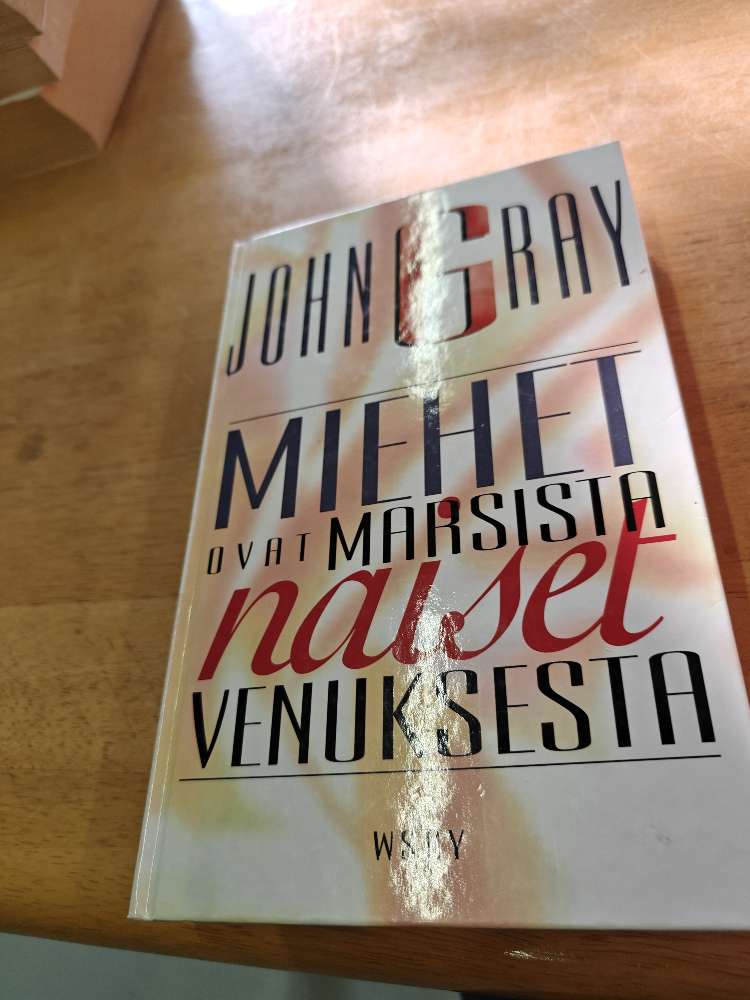 JOHN GRAY
MIEHET
OVAT MARSISTA
naiset
VENUKSESTA
WSOY